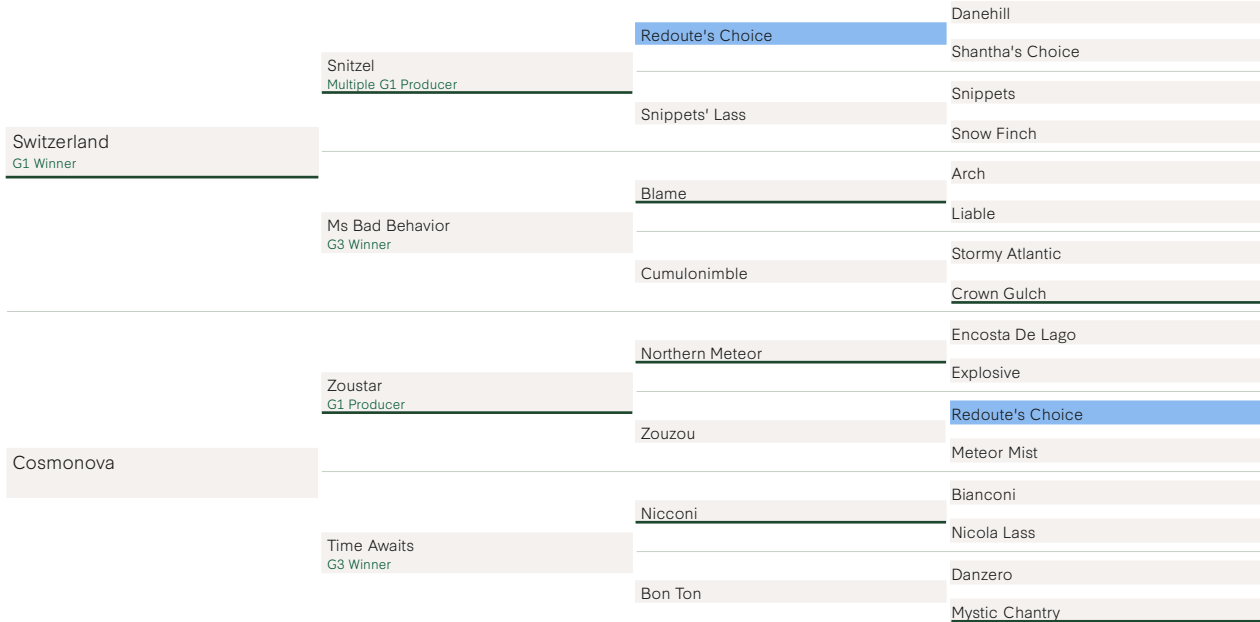 Switzerland
G1 Winner
Cosmonova
Snitzel
Multiple G1 Producer
Ms Bad Behavior
G3 Winner
Zoustar
G1 Producer
Time Awaits
G3 Winner
Redoute's Choice
Snippets' Lass
Blame
Cumulonimble
Northern Meteor
Zouzou
Nicconi
Bon Ton
Danehill
Shantha's Choice
Snippets
Snow Finch
Arch
Liable
Stormy Atlantic
Crown Gulch
Encosta De Lago
Explosive
Redoute's Choice
Meteor Mist
Bianconi
Nicola Lass
Danzero
Mystic Chantry